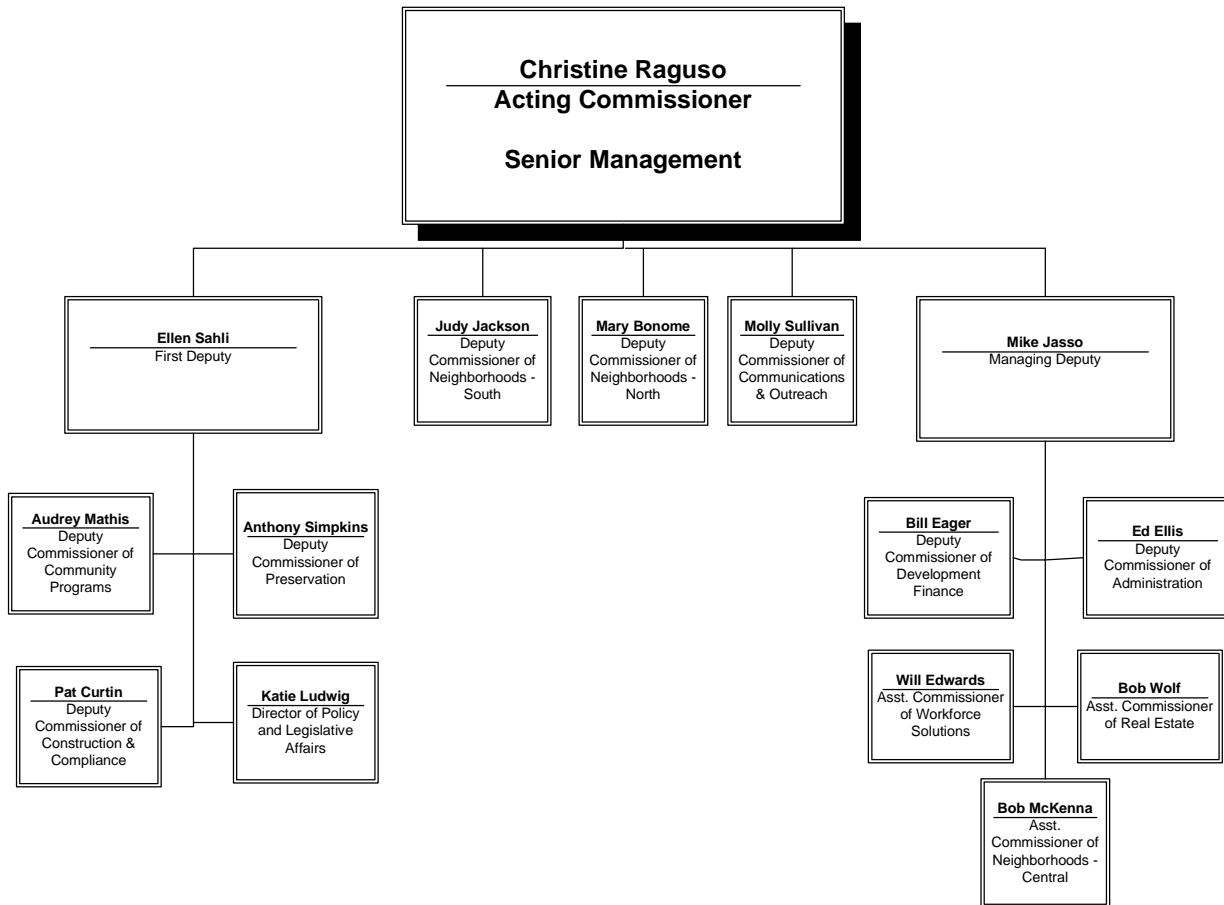 Christine Raguso
Acting Commissioner
Senior Management
Ellen Sahli
First Deputy
Judy Jackson
Deputy
Commissioner of
Neighborhoods -
South
Mary Bonome
Deputy
Commissioner of
Neighborhoods -
North
Molly Sullivan
Deputy
Commissioner of
Communications
& Outreach
Mike Jasso
Managing Deputy
Audrey Mathis
Deputy
Commissioner of
Community
Programs
Anthony Simpkins
Deputy
Commissioner of
Preservation
Bill Eager
Deputy
Commissioner of
Development
Finance
Ed Ellis
Deputy
Commissioner of
Administration
Pat Curtin
Deputy
Commissioner of
Construction &
Compliance
Katie Ludwig
Director of Policy
and Legislative
Affairs
Will Edwards
Asst. Commissioner
of Workforce
Solutions
Bob Wolf
Asst. Commissioner
of Real Estate
Bob McKenna
Asst.
Commissioner of
Neighborhoods -
Central